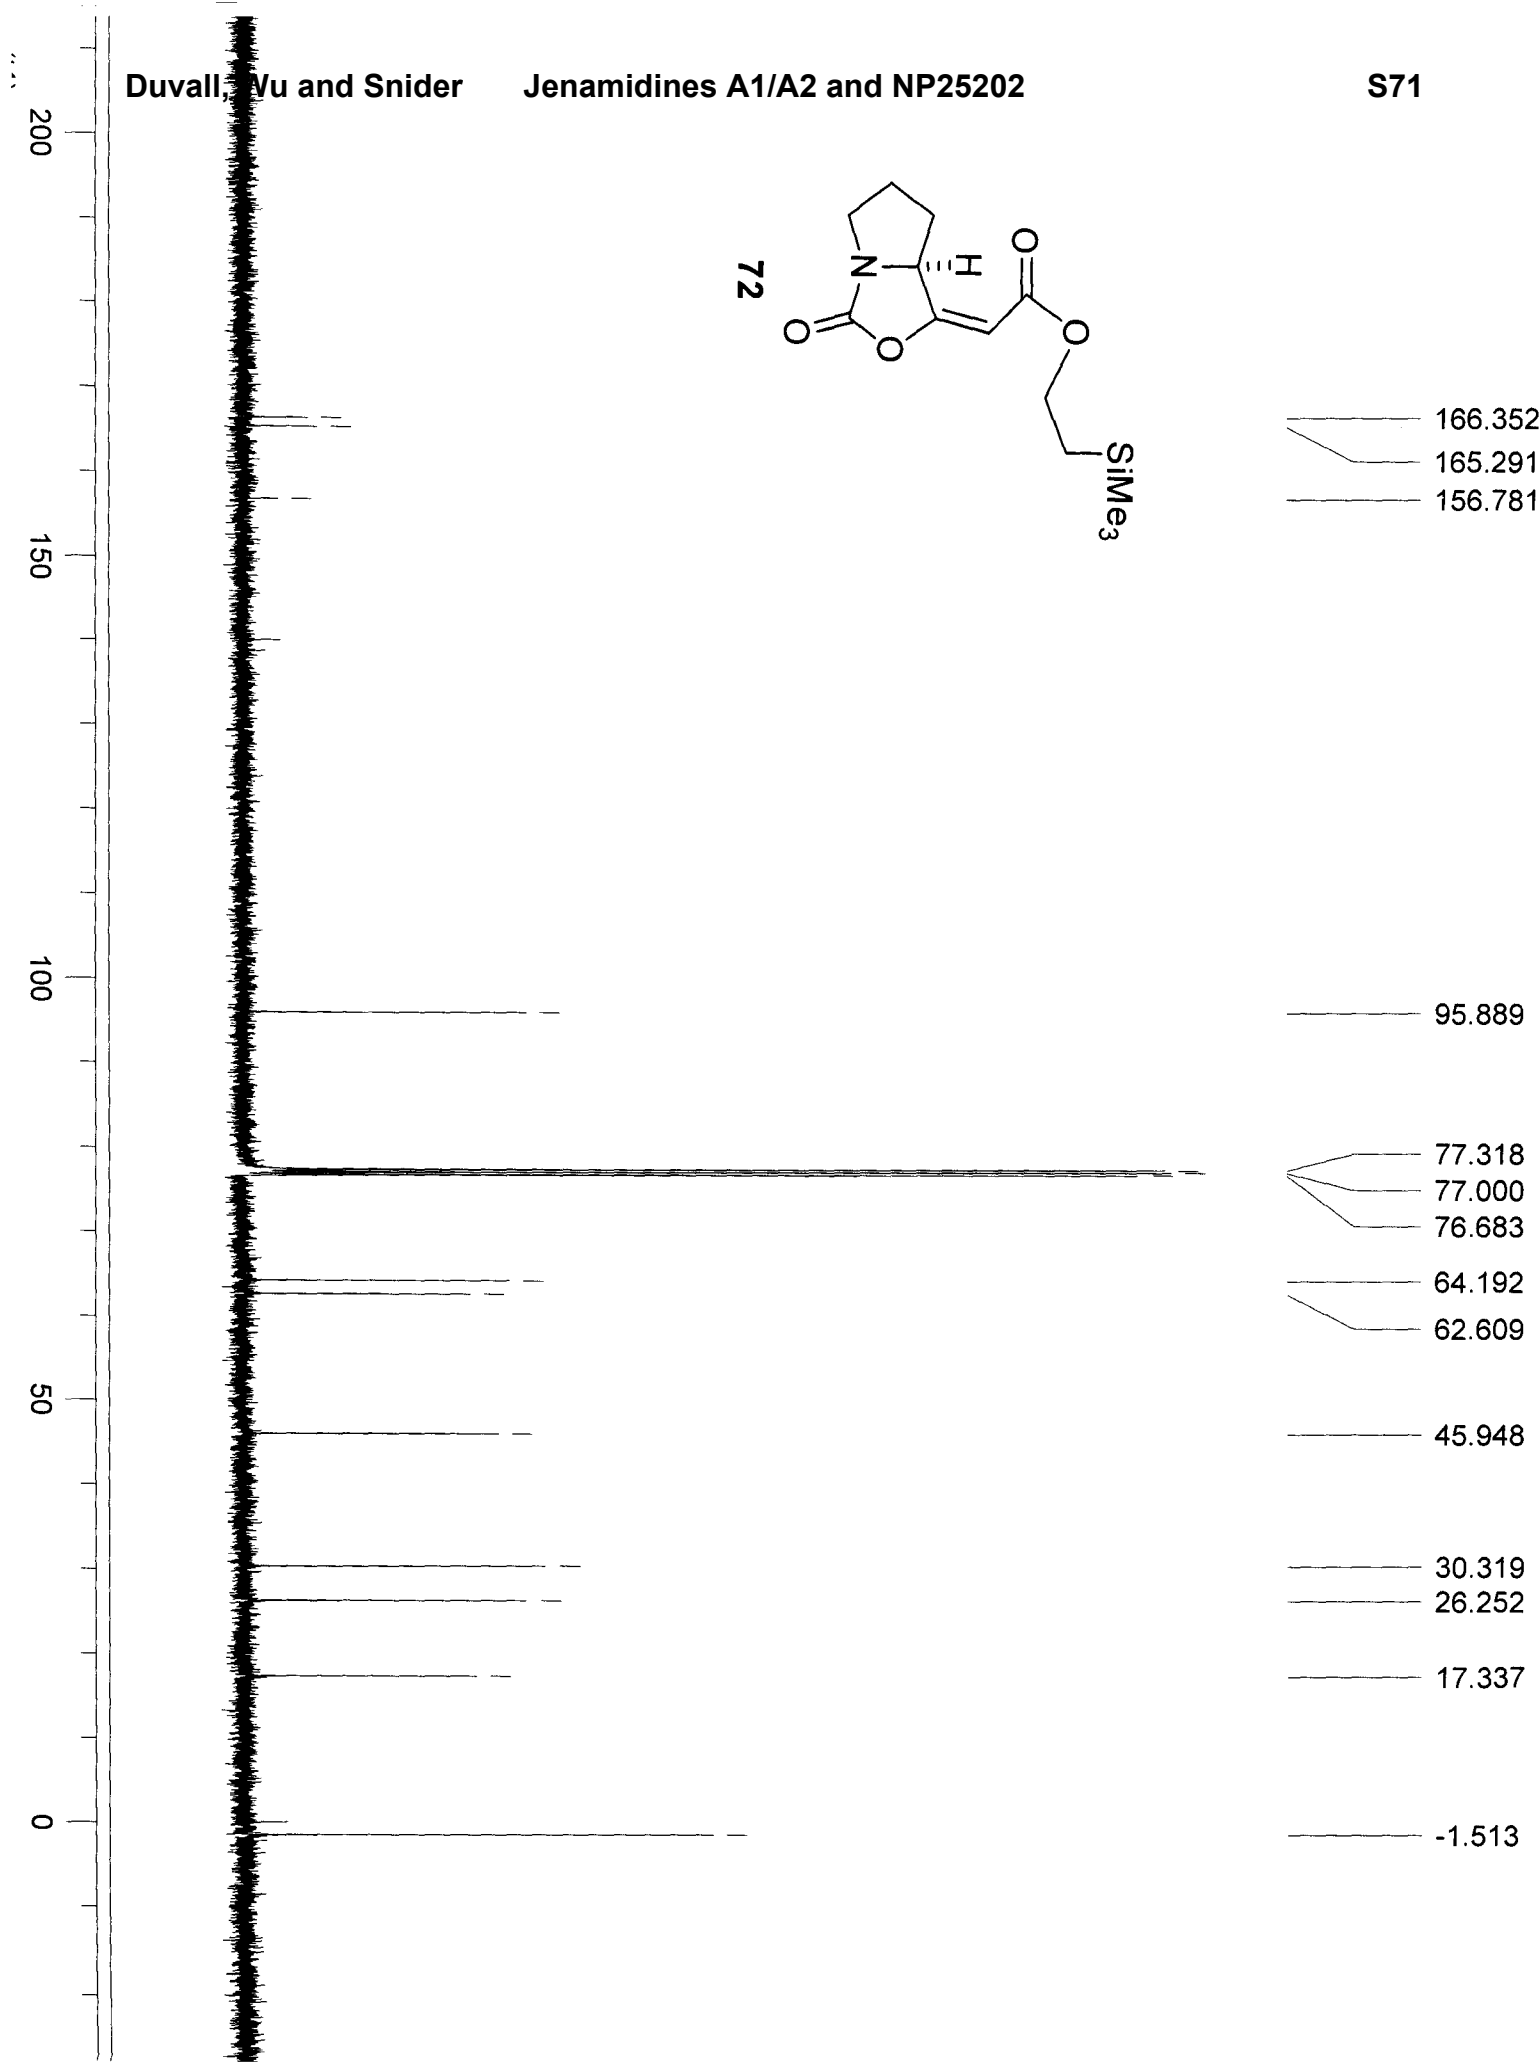 Duvall, Wu and Snider Jenamidines A1/A2 and NP25202 S71
200
150
100
50
0
72
O
H
N
O
O
O
SiMe3
166.352
165.291
156.781
95.889
77.318
77.000
76.683
64.192
62.609
45.948
30.319
26.252
17.337
-1.513